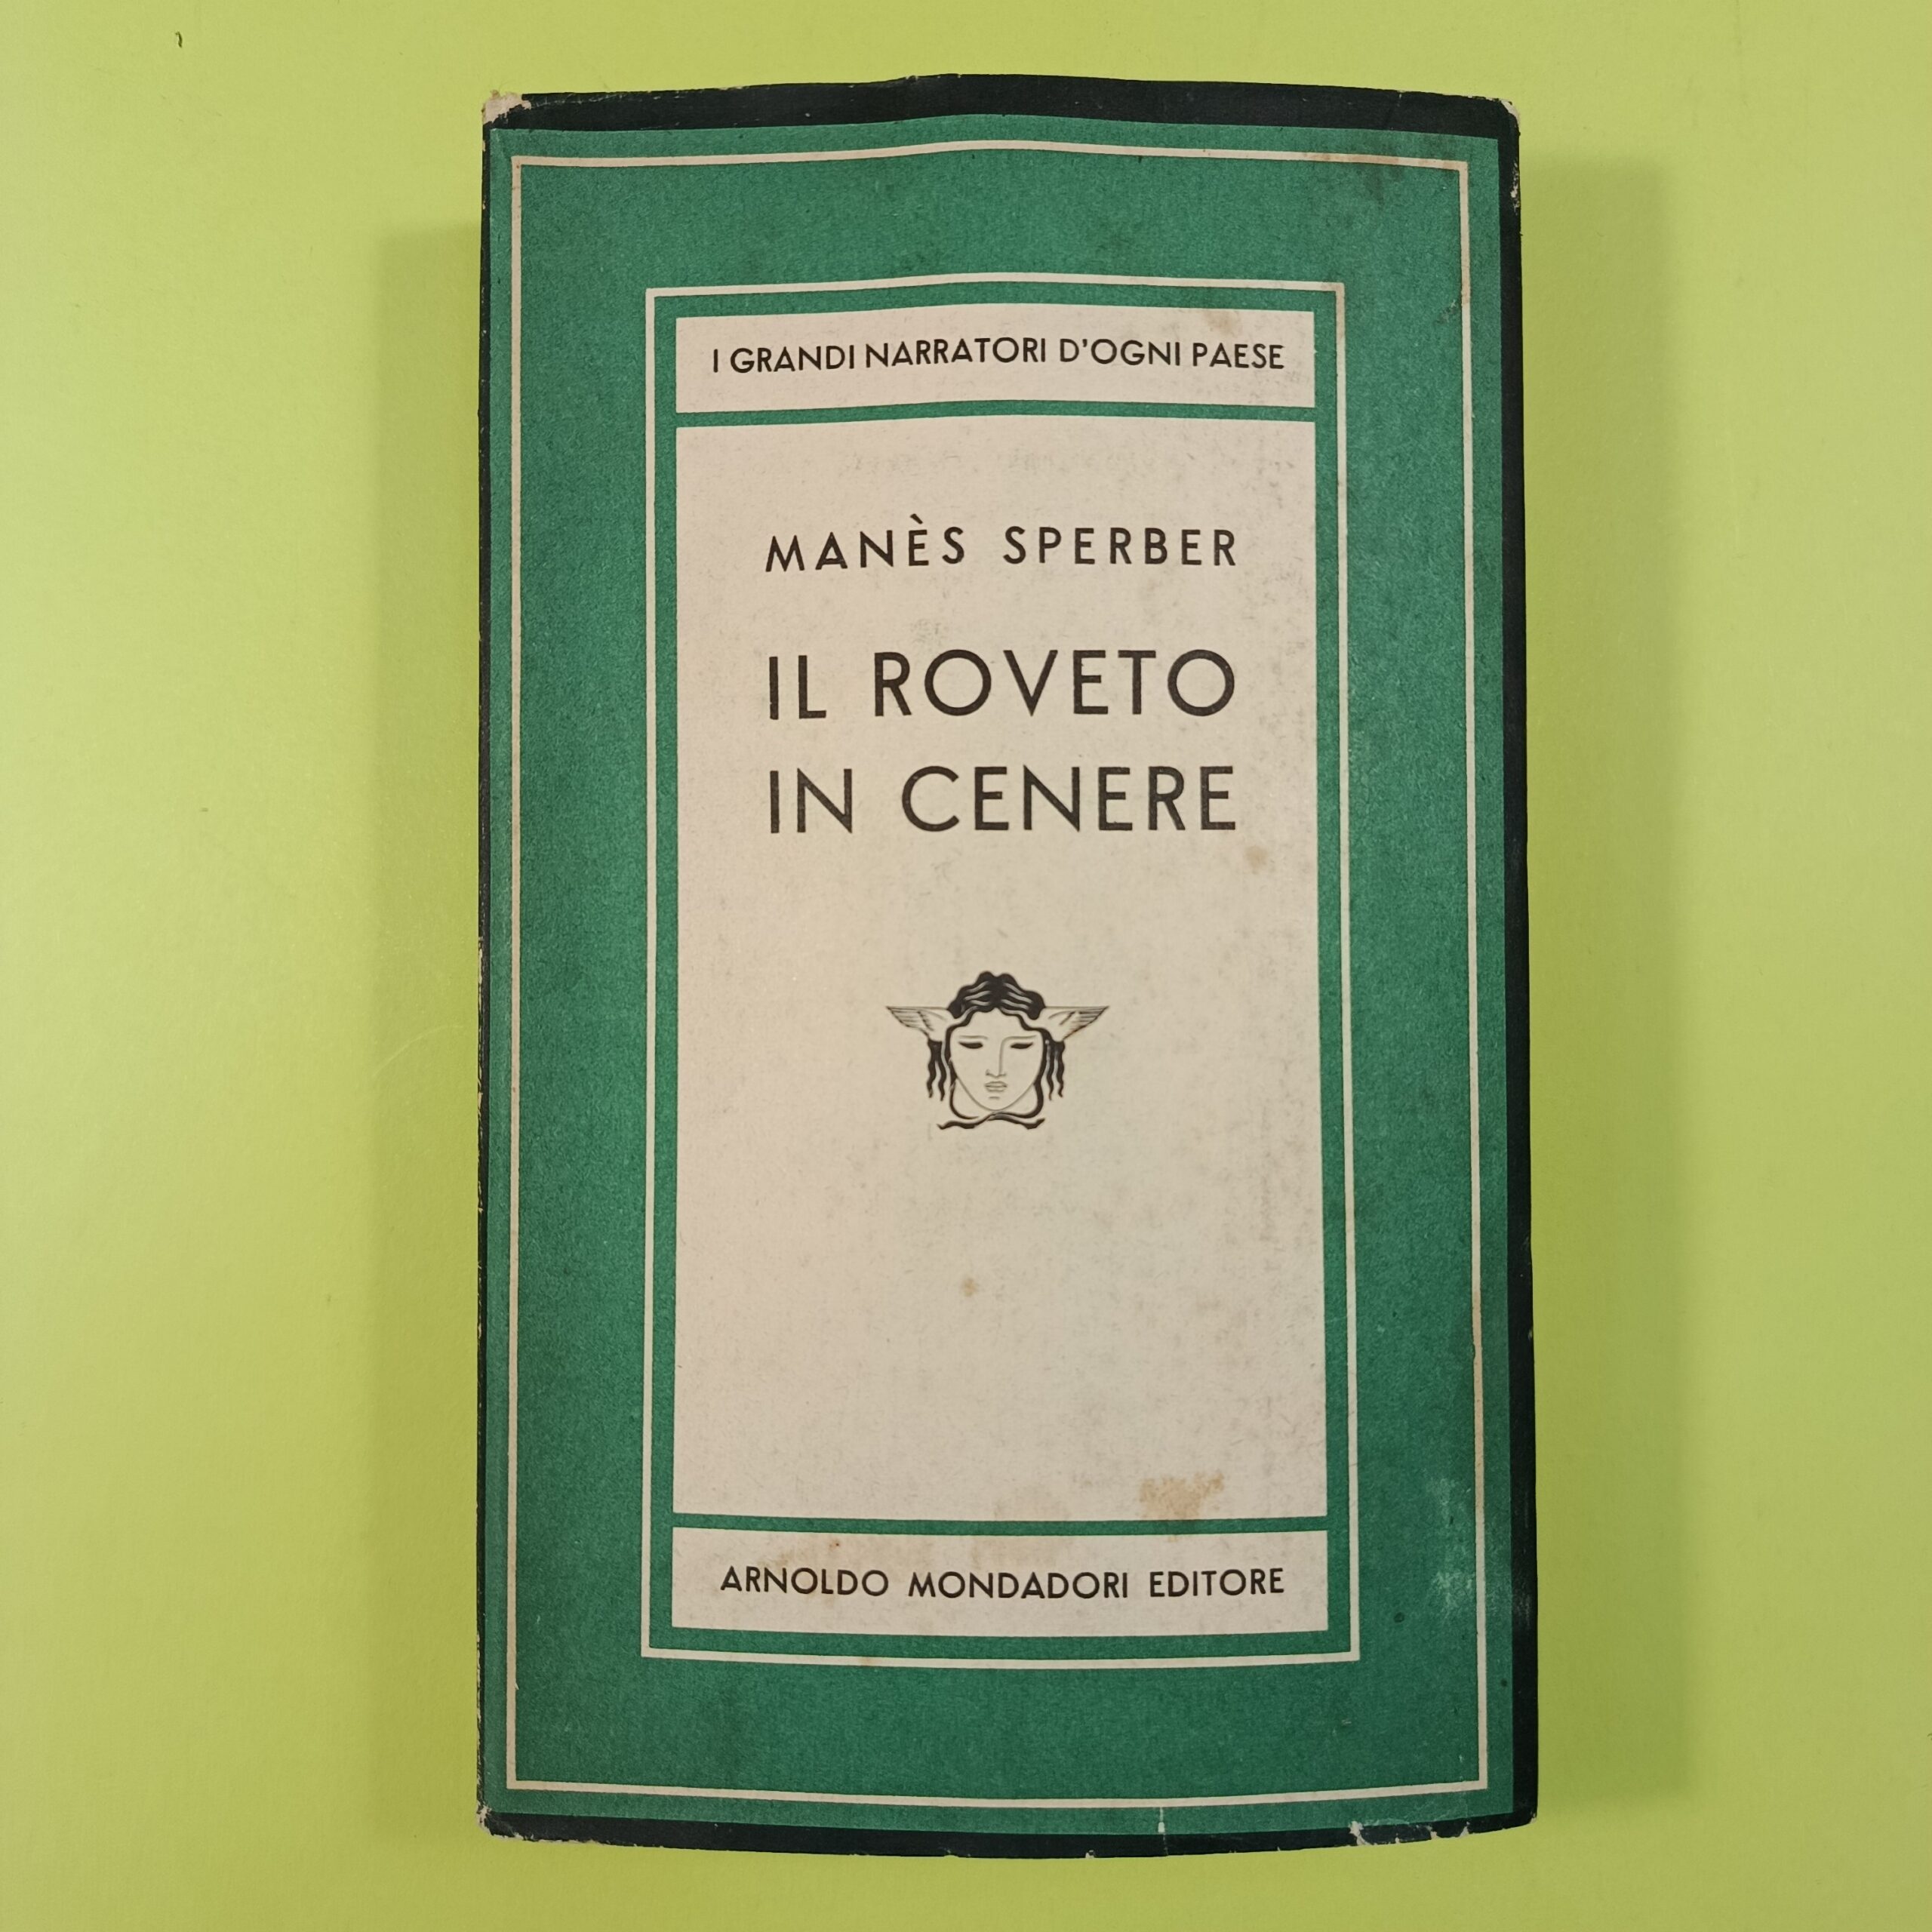 I GRANDI NARRATORI D'OGNI PAESE
MANÈS SPERBER
IL ROVETO
IN CENERE
ARNOLDO MONDADORI EDITORE